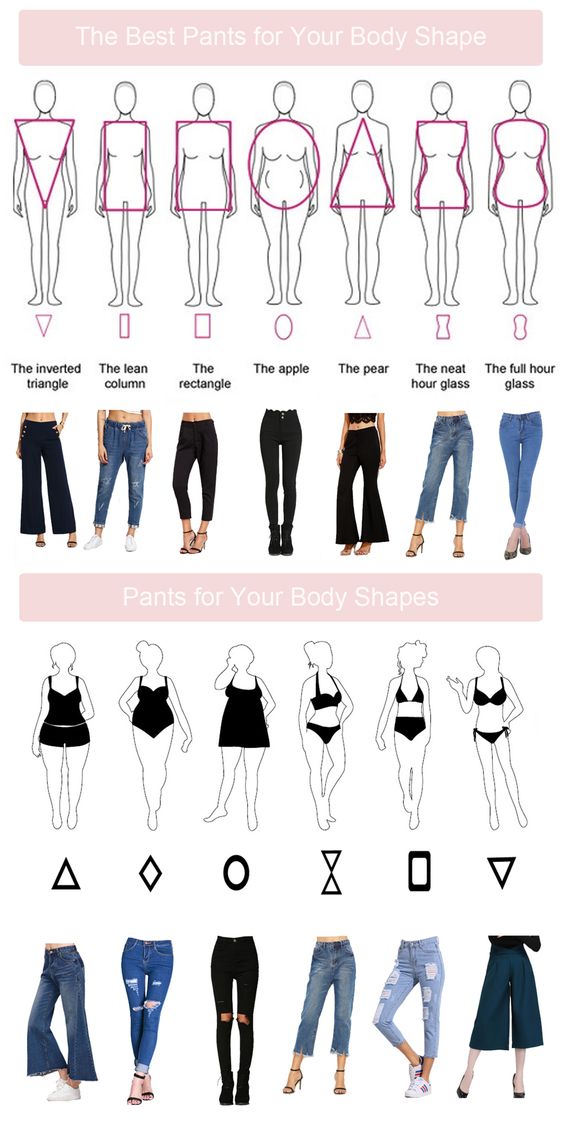 The Best Pants for Your Body Shape
The inverted
triangle
The lean
column
The
rectangle
The apple
The pear
The neat
hour glass
The full hour
glass
Pants for Your Body Shapes